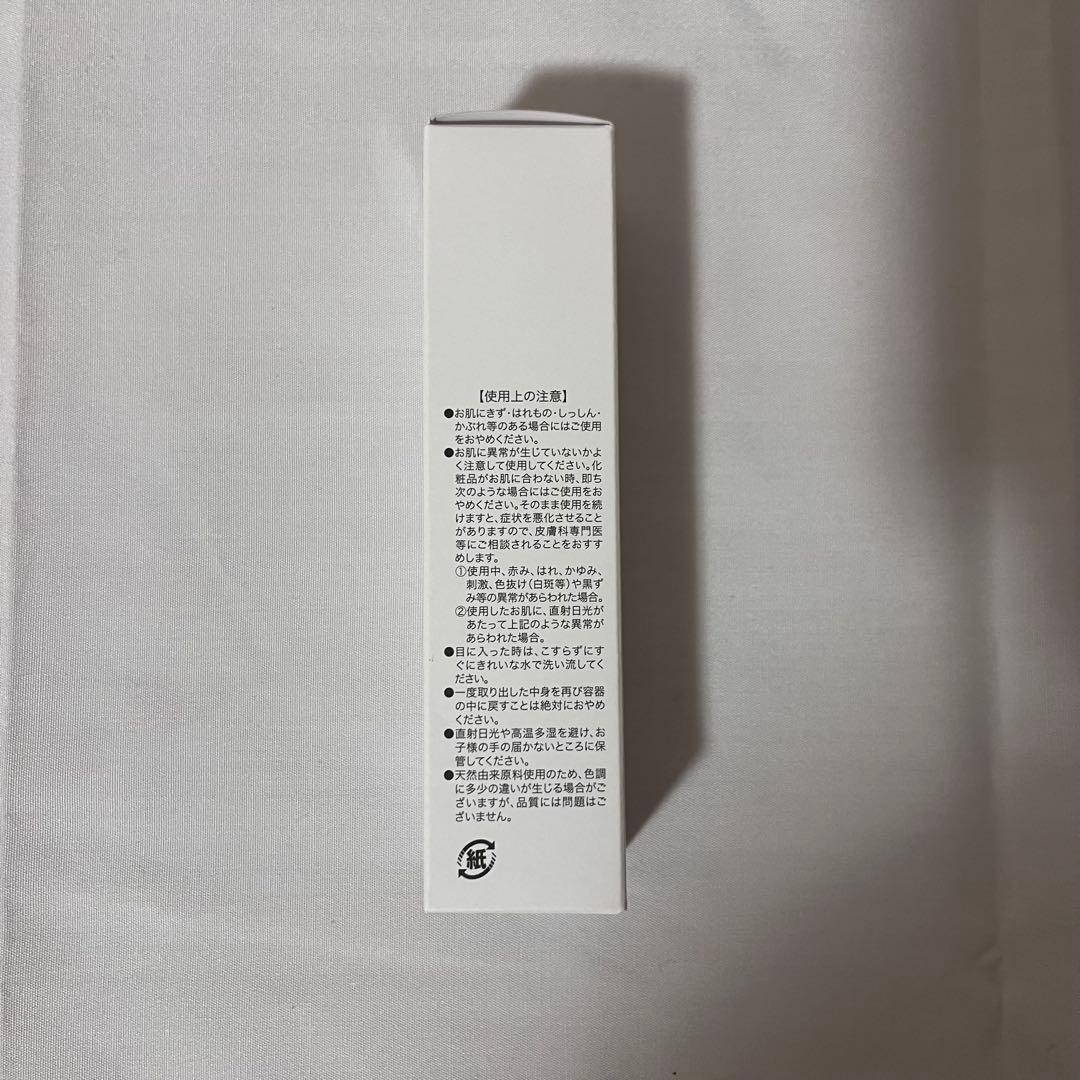 【使用上の注意】
●お肌にきず・はれもの・しっしん・
かぶれ等のある場合にはご使用
をおやめください。
●お肌に異常が生じていないかよ
く注意して使用してください。化
粧品がお肌に合わない時、即ち
次のような場合にはご使用をお
やめください。そのまま使用を続
けますと、症状を悪化させること
がありますので、皮膚科専門医
等にご相談されることをおすす
めします。
①使用中、赤み、はれ、かゆみ、
刺激、色抜け(白斑等)や黒ず
み等の異常があらわれた場合。
②使用したお肌に、直射日光が
あたって上記のような異常が
あらわれた場合。
●目に入った時は、こすらずにす
ぐにきれいな水で洗い流してく
ださい。
●一度取り出した中身を再び容器
の中に戻すことは絶対におやめ
ください。
●直射日光や高温多湿を避け、お
子様の手の届かないところに保
管してください。
●天然由来原料使用のため、色調
に多少の違いが生じる場合がご
ざいますが、品質には問題はご
ざいません。
紙